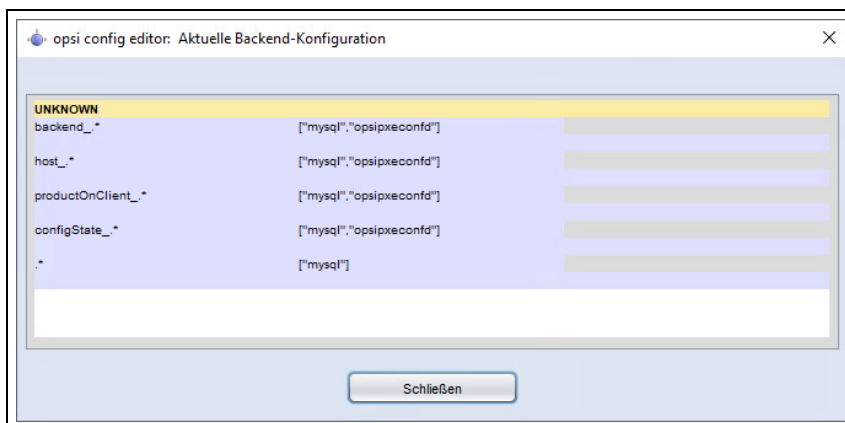 opsi config editor: Aktuelle Backend-Konfiguration
UNKNOWN
backend_.* ["mysql","opsipxeconfd"]
host_.* ["mysql","opsipxeconfd"]
productOnClient_.* ["mysql","opsipxeconfd"]
configState_.* ["mysql","opsipxeconfd"]
.* ["mysql"]
Schließen